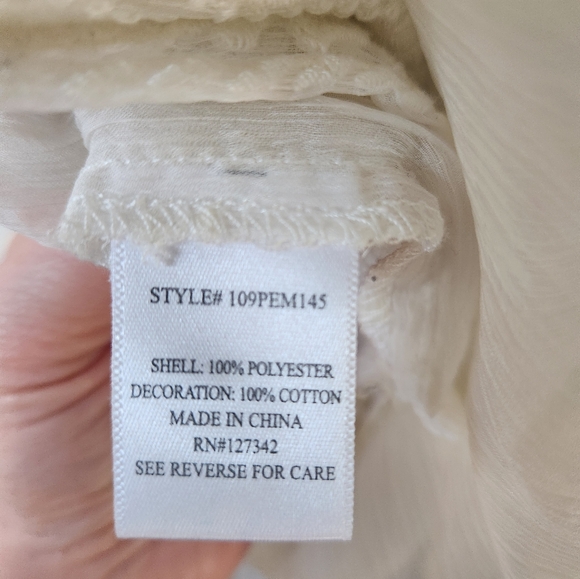 STYLE# 109PEM145
SHELL: 100% POLYESTER
DECORATION: 100% COTTON
MADE IN CHINA
RN#127342
SEE REVERSE FOR CARE